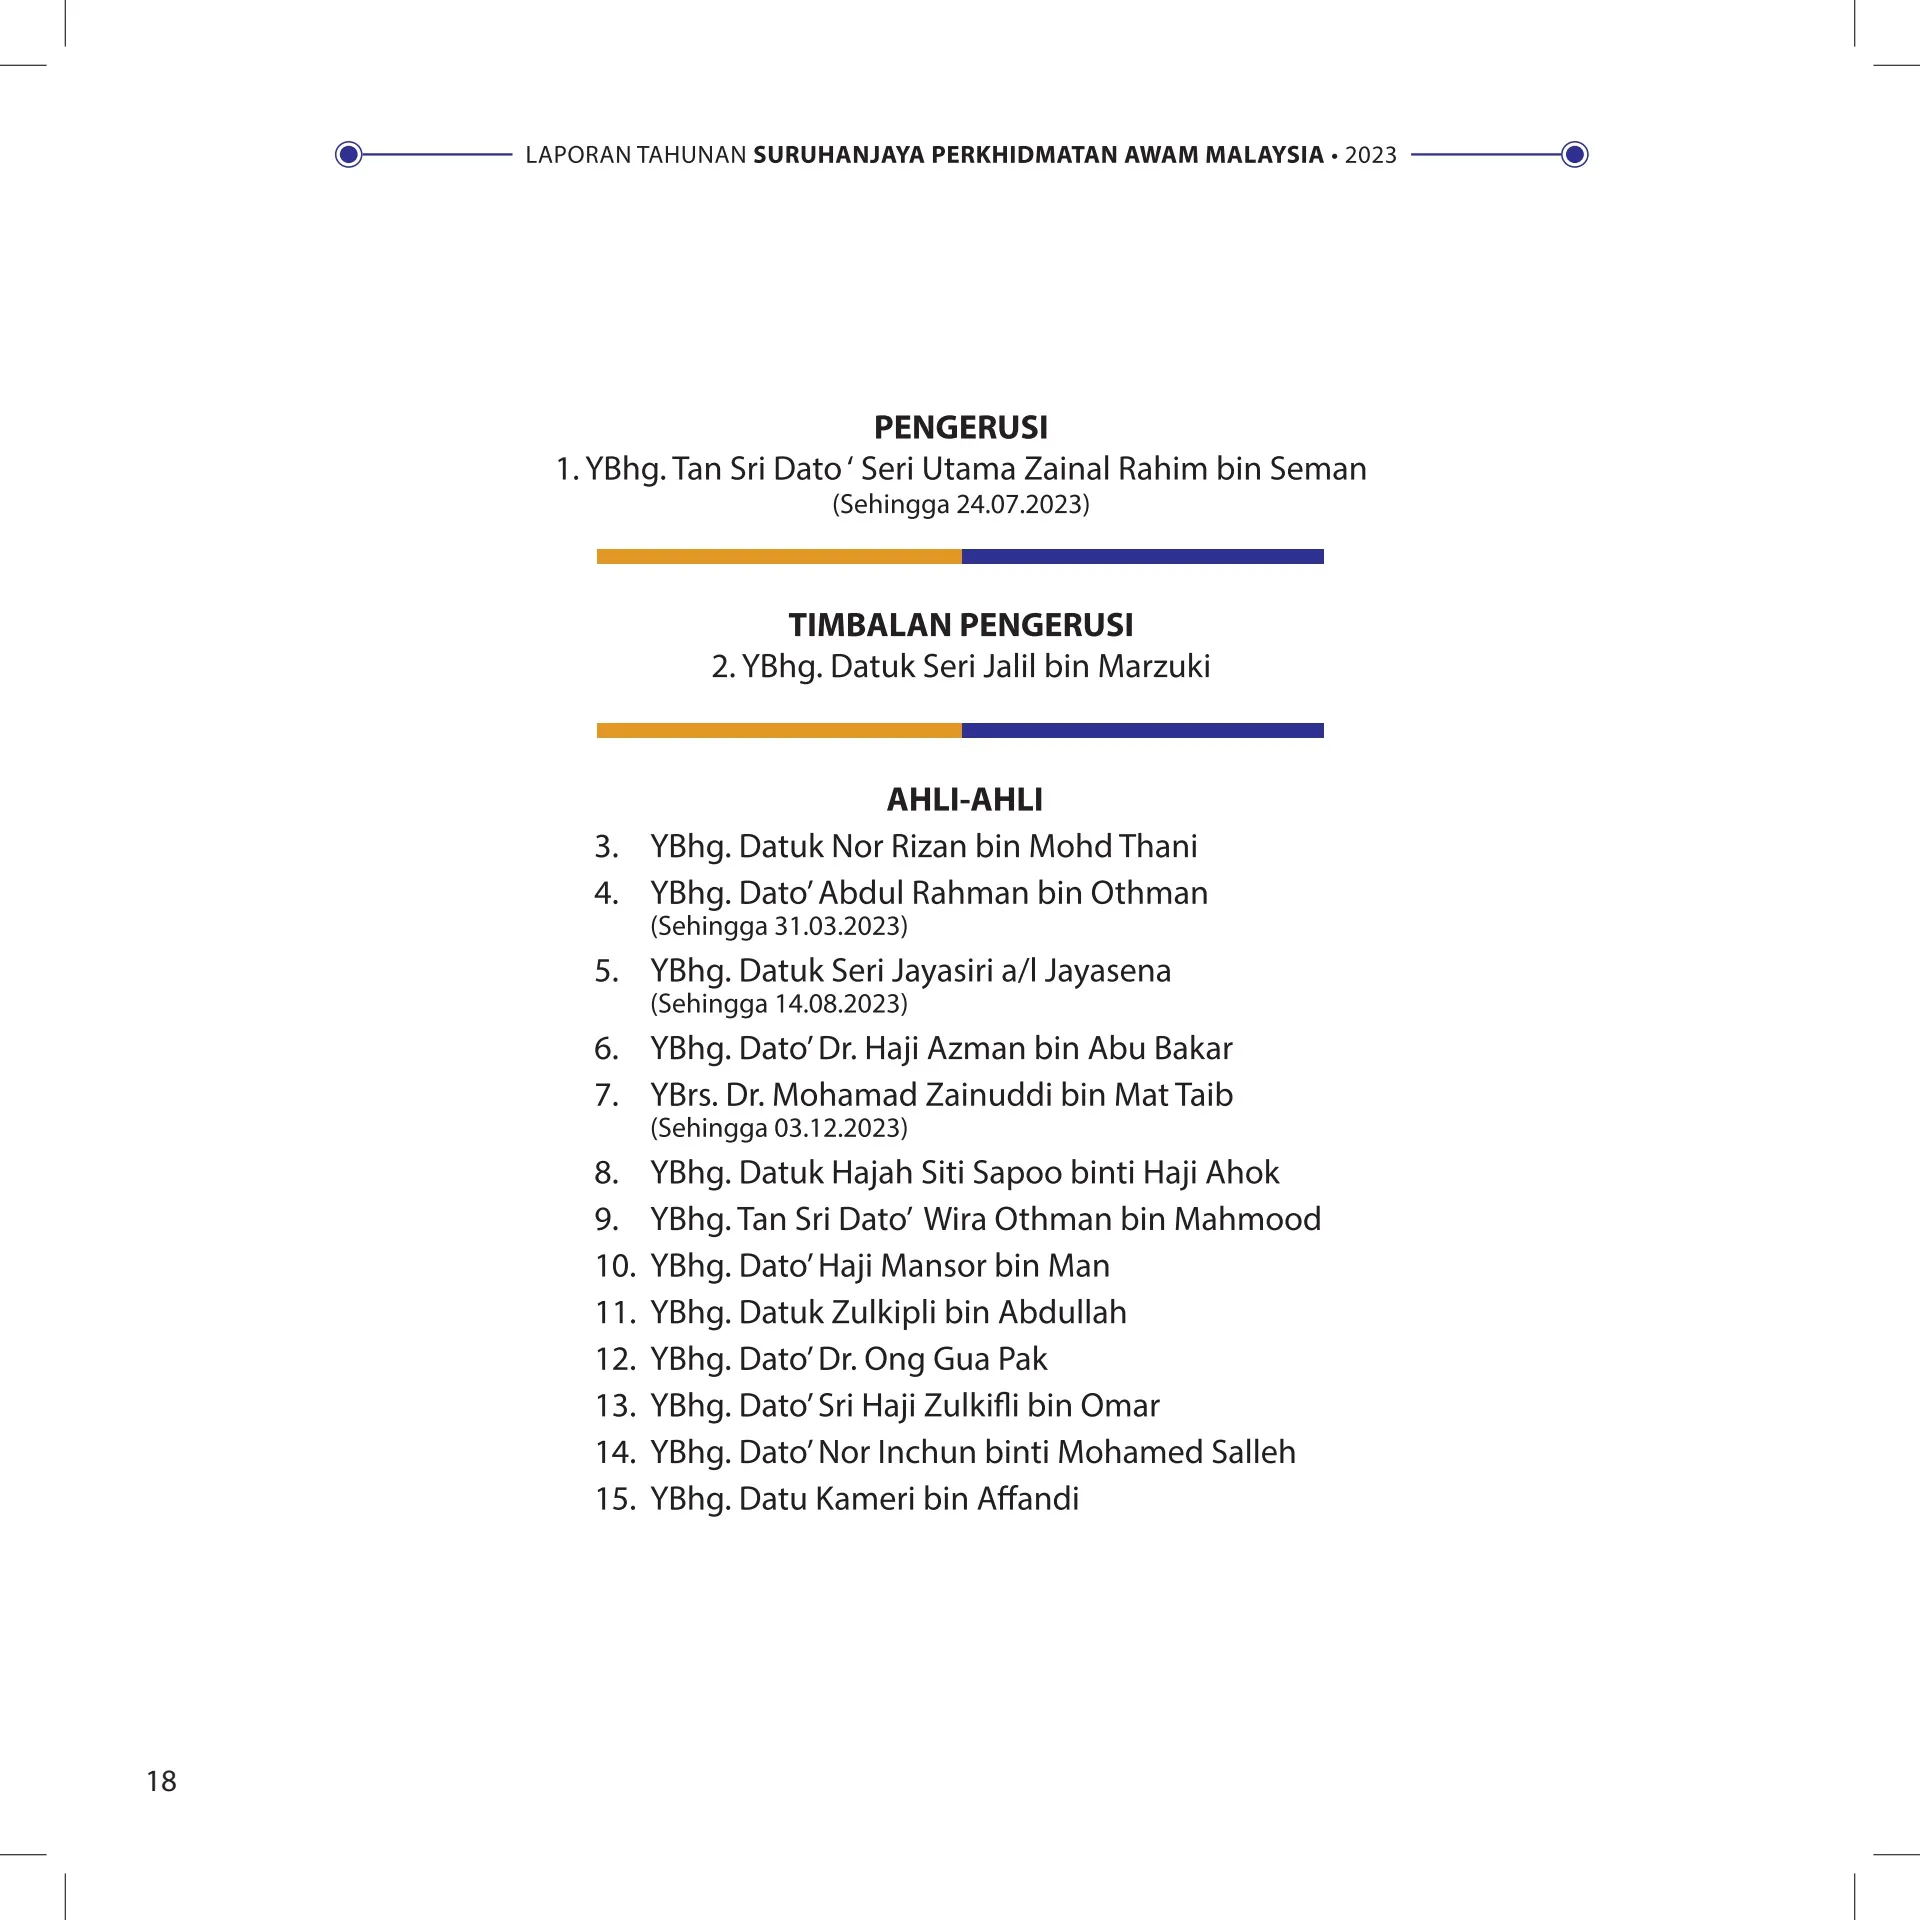 LAPORAN TAHUNAN SURUHANJAYA PERKHIDMATAN AWAM MALAYSIA • 2023
PENGERUSI
1. YBhg. Tan Sri Dato ‘ Seri Utama Zainal Rahim bin Seman
(Sehingga 24.07.2023)
TIMBALAN PENGERUSI
2. YBhg. Datuk Seri Jalil bin Marzuki
AHLI-AHLI
3. YBhg. Datuk Nor Rizan bin Mohd Thani
4. YBhg. Dato’ Abdul Rahman bin Othman
(Sehingga 31.03.2023)
5. YBhg. Datuk Seri Jayasiri a/l Jayasena
(Sehingga 14.08.2023)
6. YBhg. Dato’ Dr. Haji Azman bin Abu Bakar
7. YBrs. Dr. Mohamad Zainuddi bin Mat Taib
(Sehingga 03.12.2023)
8. YBhg. Datuk Hajah Siti Sapoo binti Haji Ahok
9. YBhg. Tan Sri Dato’ Wira Othman bin Mahmood
10. YBhg. Dato’ Haji Mansor bin Man
11. YBhg. Datuk Zulkipli bin Abdullah
12. YBhg. Dato’ Dr. Ong Gua Pak
13. YBhg. Dato’ Sri Haji Zulkifli bin Omar
14. YBhg. Dato’ Nor Inchun binti Mohamed Salleh
15. YBhg. Datu Kameri bin Affandi
18